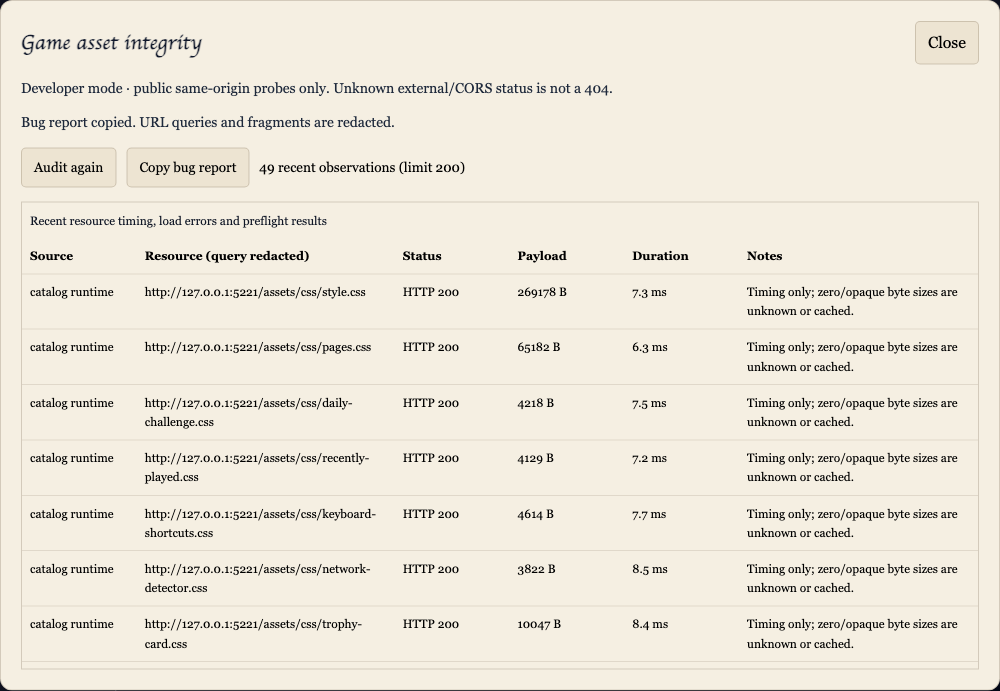 Game asset integrity
Close
Developer mode · public same-origin probes only. Unknown external/CORS status is not a 404.
Bug report copied. URL queries and fragments are redacted.
Audit again
Copy bug report
49 recent observations (limit 200)
Recent resource timing, load errors and preflight results
Source Resource (query redacted) Status Payload Duration Notes
catalog runtime http://127.0.0.1:5221/assets/css/style.css HTTP 200 269178 B 7.3 ms Timing only; zero/opaque byte sizes are
unknown or cached.
catalog runtime http://127.0.0.1:5221/assets/css/pages.css HTTP 200 65182 B 6.3 ms Timing only; zero/opaque byte sizes are
unknown or cached.
catalog runtime http://127.0.0.1:5221/assets/css/daily- HTTP 200 4218 B 7.5 ms Timing only; zero/opaque byte sizes are
challenge.css unknown or cached.
catalog runtime http://127.0.0.1:5221/assets/css/recently- HTTP 200 4129 B 7.2 ms Timing only; zero/opaque byte sizes are
played.css unknown or cached.
catalog runtime http://127.0.0.1:5221/assets/css/keyboard- HTTP 200 4614 B 7.7 ms Timing only; zero/opaque byte sizes are
shortcuts.css unknown or cached.
catalog runtime http://127.0.0.1:5221/assets/css/network- HTTP 200 3822 B 8.5 ms Timing only; zero/opaque byte sizes are
detector.css unknown or cached.
catalog runtime http://127.0.0.1:5221/assets/css/trophy- HTTP 200 10047 B 8.4 ms Timing only; zero/opaque byte sizes are
card.css unknown or cached.